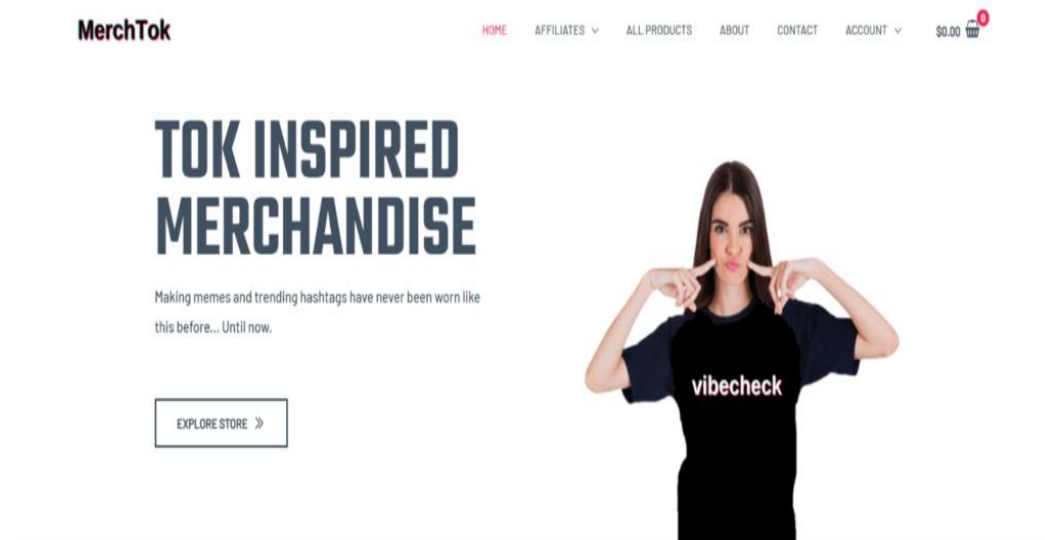 MerchTok
HOME AFFILIATES ALL PRODUCTS ABOUT CONTACT ACCOUNT $0.00 0
TOK INSPIRED
MERCHANDISE
Making memes and trending hashtags have never been worn like
this before... Until now.
vibecheck
EXPLORE STORE